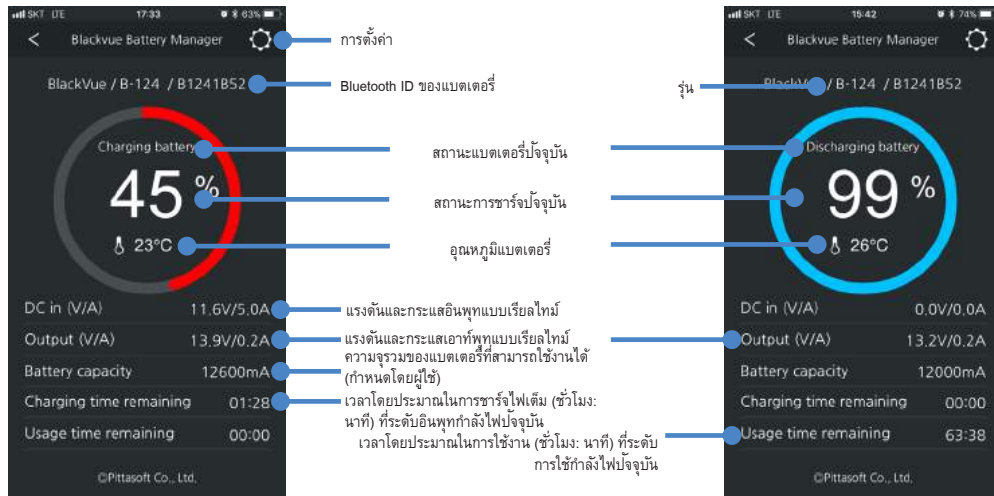 SKT LTE 17:33 63%
Blackvue Battery Manager
BlackVue / B-124 / B1241B52
Charging battery
45 %
23°C
DC in (V/A) 11.6V/5.0A
Output (V/A) 13.9V/0.2A
Battery capacity 12600mA
Charging time remaining 01:28
Usage time remaining 00:00
©Pittasoft Co., Ltd.
การตั้งค่า
Bluetooth ID ของแบตเตอรี่
รุ่น
สถานะแบตเตอรี่ปัจจุบัน
สถานะการชาร์จปัจจุบัน
อุณหภูมิแบตเตอรี่
แรงดันและกระแสอินพุทแบบเรียลไทม์
แรงดันและกระแสเอาท์พุทแบบเรียลไทม์
ความจุรวมของแบตเตอรี่ที่สามารถใช้งานได้
(กำหนดโดยผู้ใช้)
เวลาโดยประมาณในการชาร์จไฟเต็ม (ชั่วโมง:
นาที) ที่ระดับอินพุทกำลังไฟปัจจุบัน
เวลาโดยประมาณในการใช้งาน (ชั่วโมง: นาที) ที่ระดับ
การใช้กำลังไฟปัจจุบัน
SKT LTE 15:42 74%
Blackvue Battery Manager
/ B-124 / B1241B52
Discharging battery
99 %
26°C
DC in (V/A) 0.0V/0.0A
Output (V/A) 13.2V/0.2A
Battery capacity 12000mA
Charging time remaining 00:00
Usage time remaining 63:38
©Pittasoft Co., Ltd.